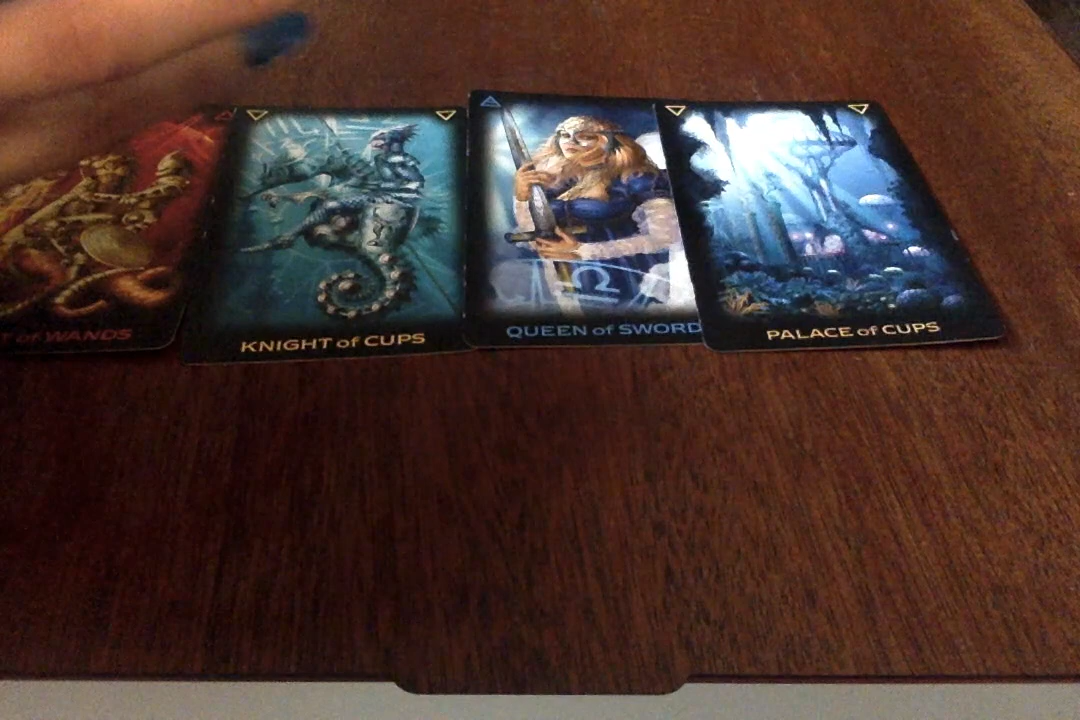 T of WANDS
KNIGHT of CUPS
QUEEN of SWORD
PALACE of CUPS